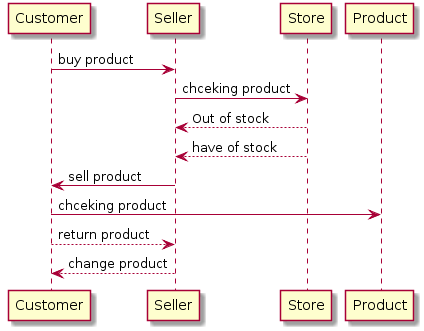 Customer Seller Store Product
buy product
chceking product
Out of stock
have of stock
sell product
chceking product
return product
change product
Customer Seller Store Product